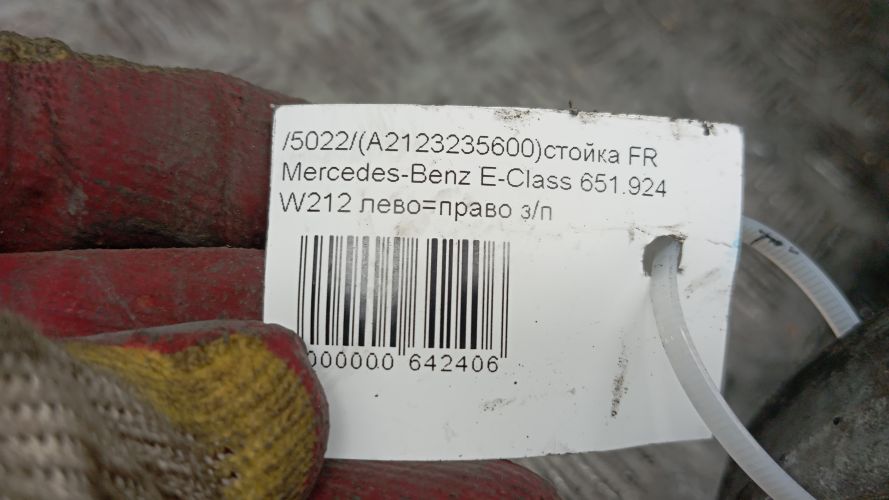 /5022/(A2123235600)стойка FR
Mercedes-Benz E-Class 651.924
W212 лево=право з/п
000000 642406